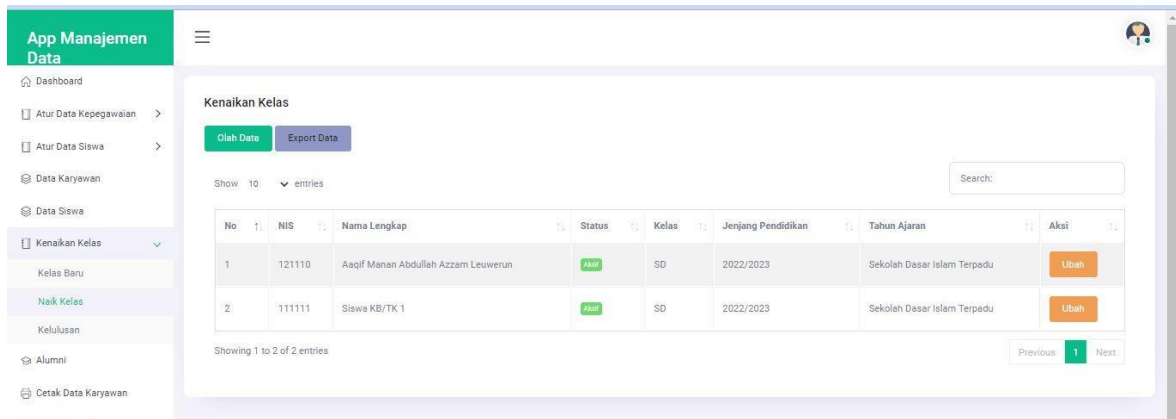 App Manajemen
Data
Dashboard
Atur Data Kepegawaian
Atur Data Siswa
Data Karyawan
Data Siswa
Kenaikan Kelas
Kelas Baru
Naik Kelas
Kelulusan
Alumni
Cetak Data Karyawan
Kenaikan Kelas
Olah Data Export Data
Show 10 entries Search:
No NIS Nama Lengkap Status Kelas Jenjang Pendidikan Tahun Ajaran Aksi
1 121110 Aaqif Manan Abdullah Azzam Leuwerun Aktif SD 2022/2023 Sekolah Dasar Islam Terpadu Ubah
2 111111 Siswa KB/TK 1 Aktif SD 2022/2023 Sekolah Dasar Islam Terpadu Ubah
Showing 1 to 2 of 2 entries Previous 1 Next